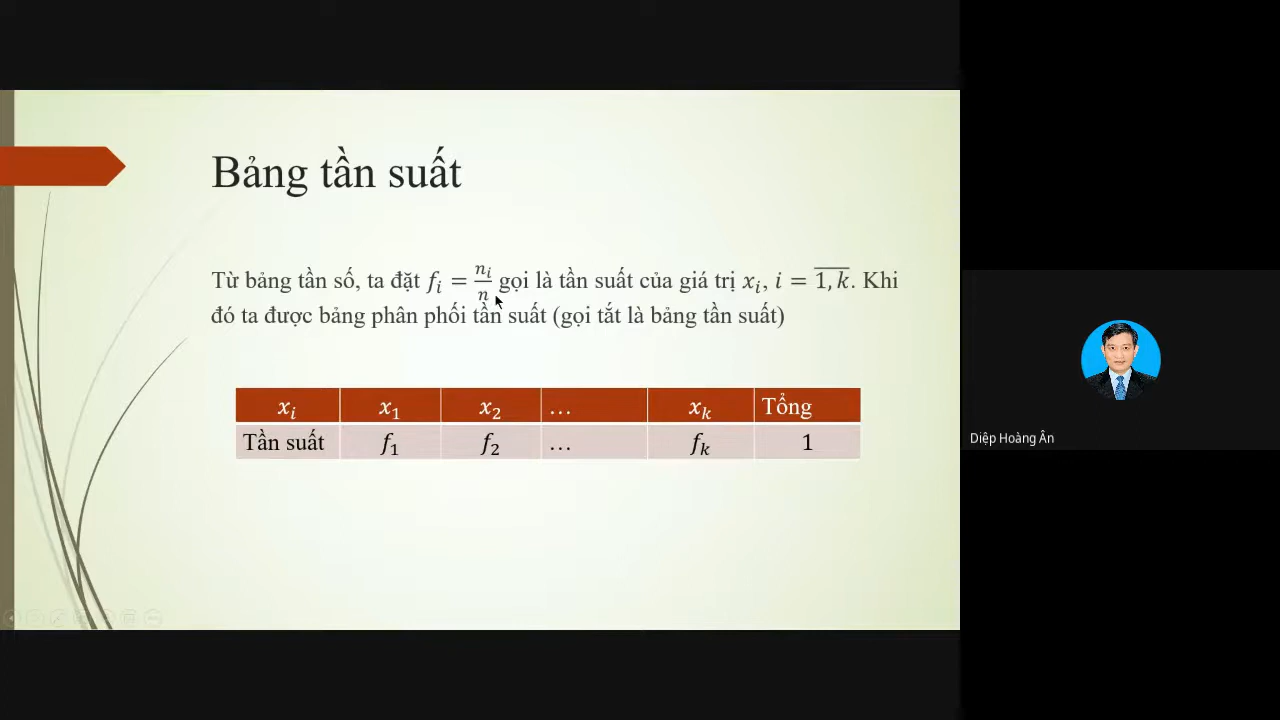 Bảng tần suất
Từ bảng tần số, ta đặt $f_i = \frac{n_i}{n}$ gọi là tần suất của giá trị $x_i$, $i = \overline{1,k}$. Khi
đó ta được bảng phân phối tần suất (gọi tắt là bảng tần suất)
$x_i$ $x_1$ $x_2$ … $x_k$ Tổng
Tần suất $f_1$ $f_2$ … $f_k$ 1
Diệp Hoàng Ân